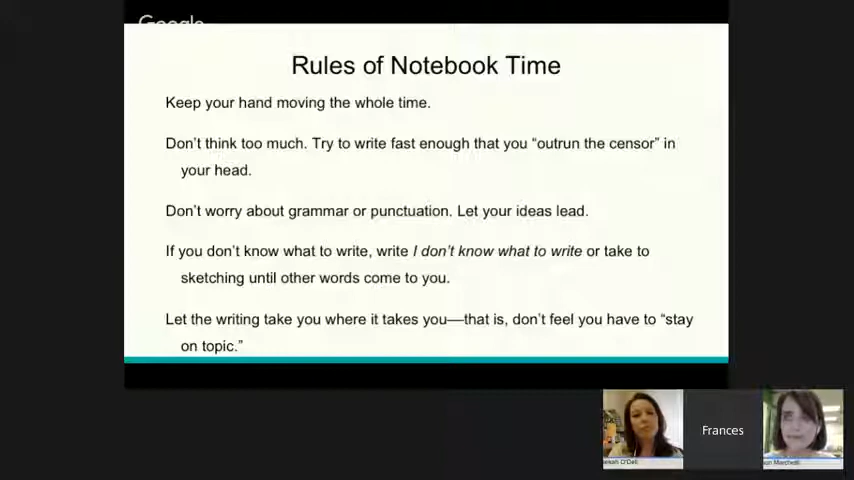 Google
Rules of Notebook Time
Keep your hand moving the whole time.
Don’t think too much. Try to write fast enough that you “outrun the censor” in
your head.
Don’t worry about grammar or punctuation. Let your ideas lead.
If you don’t know what to write, write I don’t know what to write or take to
sketching until other words come to you.
Let the writing take you where it takes you—that is, don’t feel you have to “stay
on topic.”
Frances
O'Dell
Marchetti